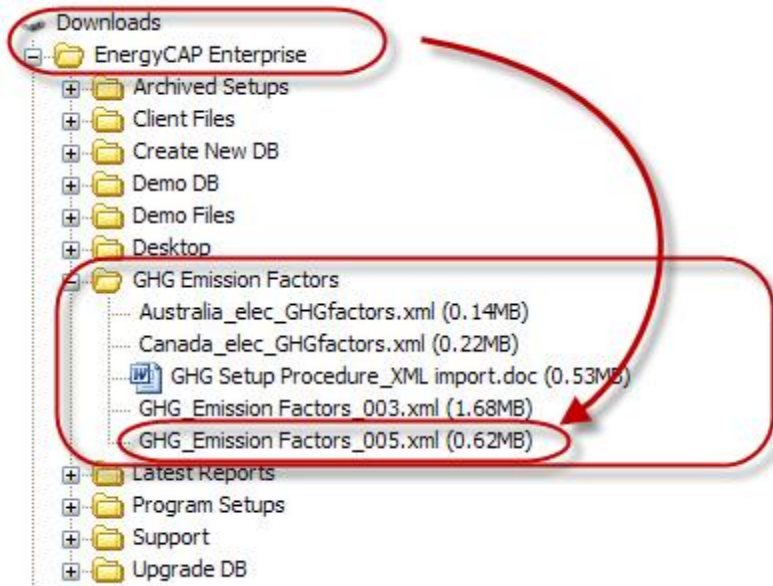 Downloads
EnergyCAP Enterprise
Archived Setups
Client Files
Create New DB
Demo DB
Demo Files
Desktop
GHG Emission Factors
Australia_elec_GHGfactors.xml (0.14MB)
Canada_elec_GHGfactors.xml (0.22MB)
GHG Setup Procedure_XML import.doc (0.53MB)
GHG_Emission Factors_003.xml (1.68MB)
GHG_Emission Factors_005.xml (0.62MB)
Latest Reports
Program Setups
Support
Upgrade DB